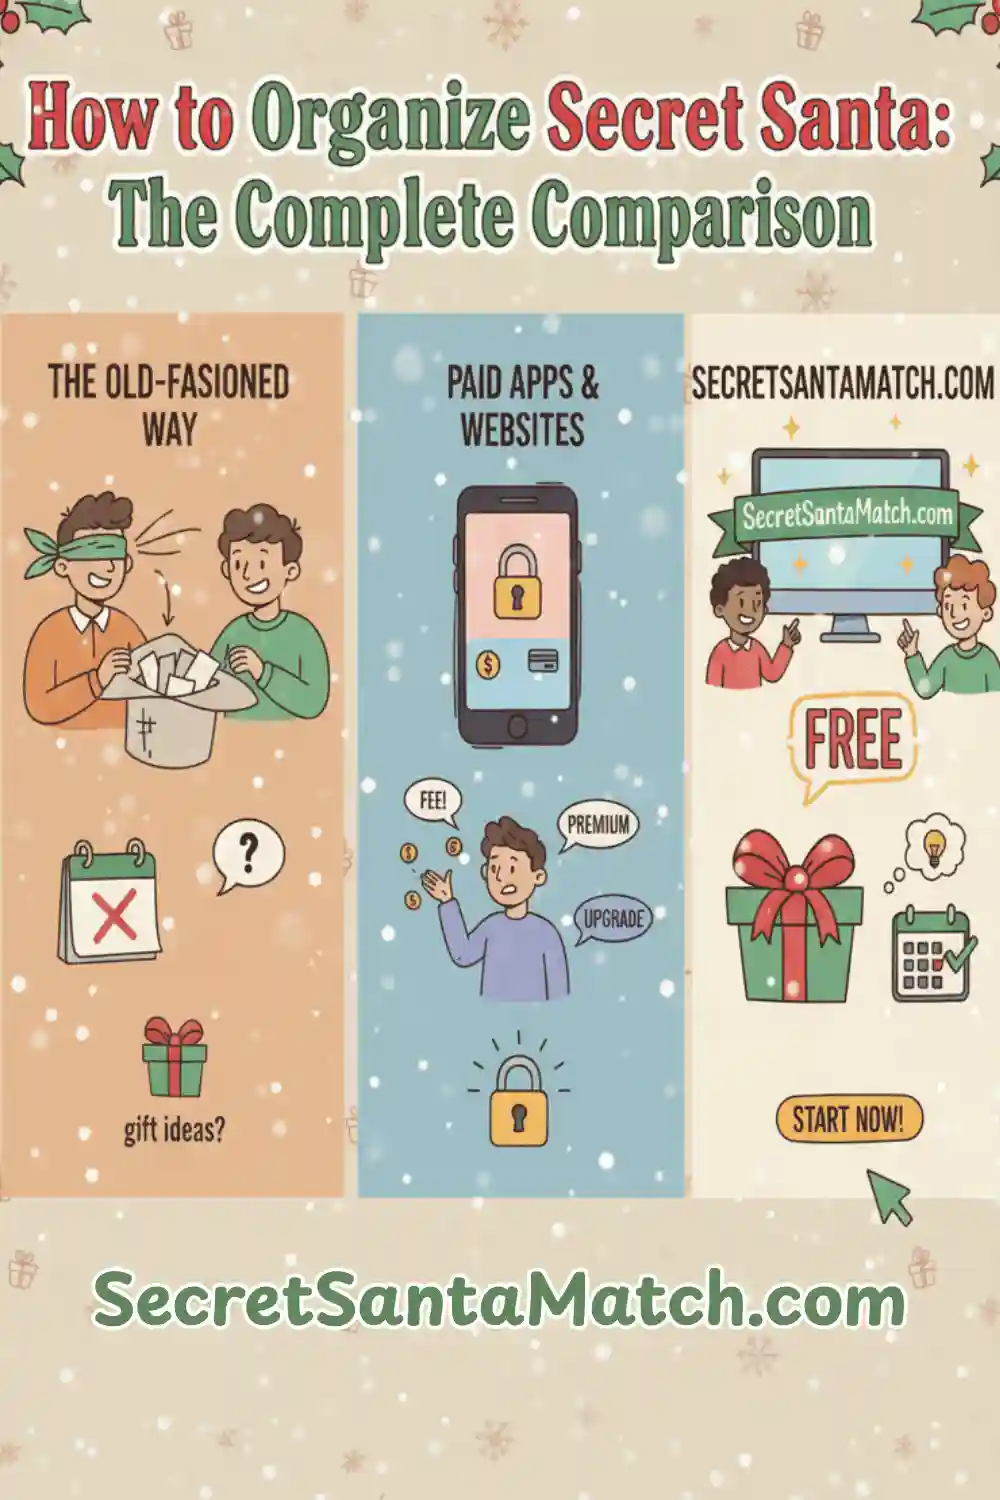 How to Organize Secret Santa:
The Complete Comparison
THE OLD-FASIONED
WAY
?
gift ideas?
PAID APPS &
WEBSITES
$
FEE!
PREMIUM
UPGRADE
SECRETSANTAMATCH.COM
SecretSantaMatch.com
FREE
START NOW!
SecretSantaMatch.com